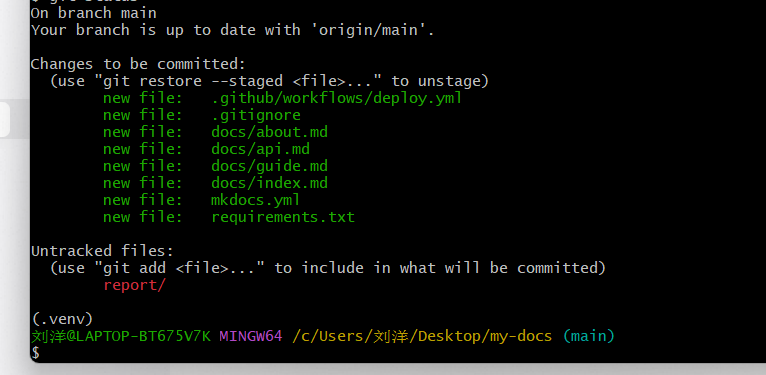 On branch main
Your branch is up to date with 'origin/main'.
Changes to be committed:
  (use "git restore --staged <file>..." to unstage)
        new file:   .github/workflows/deploy.yml
        new file:   .gitignore
        new file:   docs/about.md
        new file:   docs/api.md
        new file:   docs/guide.md
        new file:   docs/index.md
        new file:   mkdocs.yml
        new file:   requirements.txt
Untracked files:
  (use "git add <file>..." to include in what will be committed)
        report/
(.venv)
刘洋@LAPTOP-BT675V7K MINGW64 /c/Users/刘洋/Desktop/my-docs (main)
$